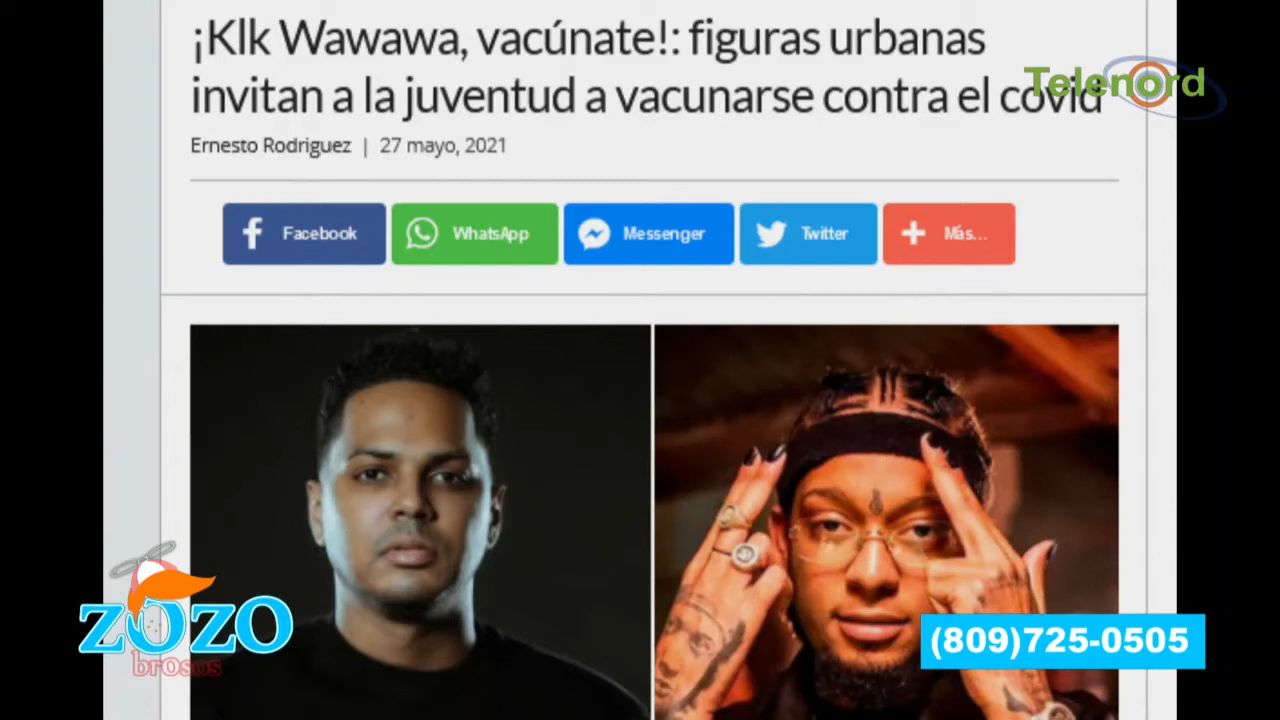 ¡Klk Wawawa, vacúnate!: figuras urbanas
invitan a la juventud a vacunarse contra el covid
Telenord
Ernesto Rodriguez | 27 mayo, 2021
Facebook
WhatsApp
Messenger
Twitter
Más...
zozo
brosos
(809)725-0505